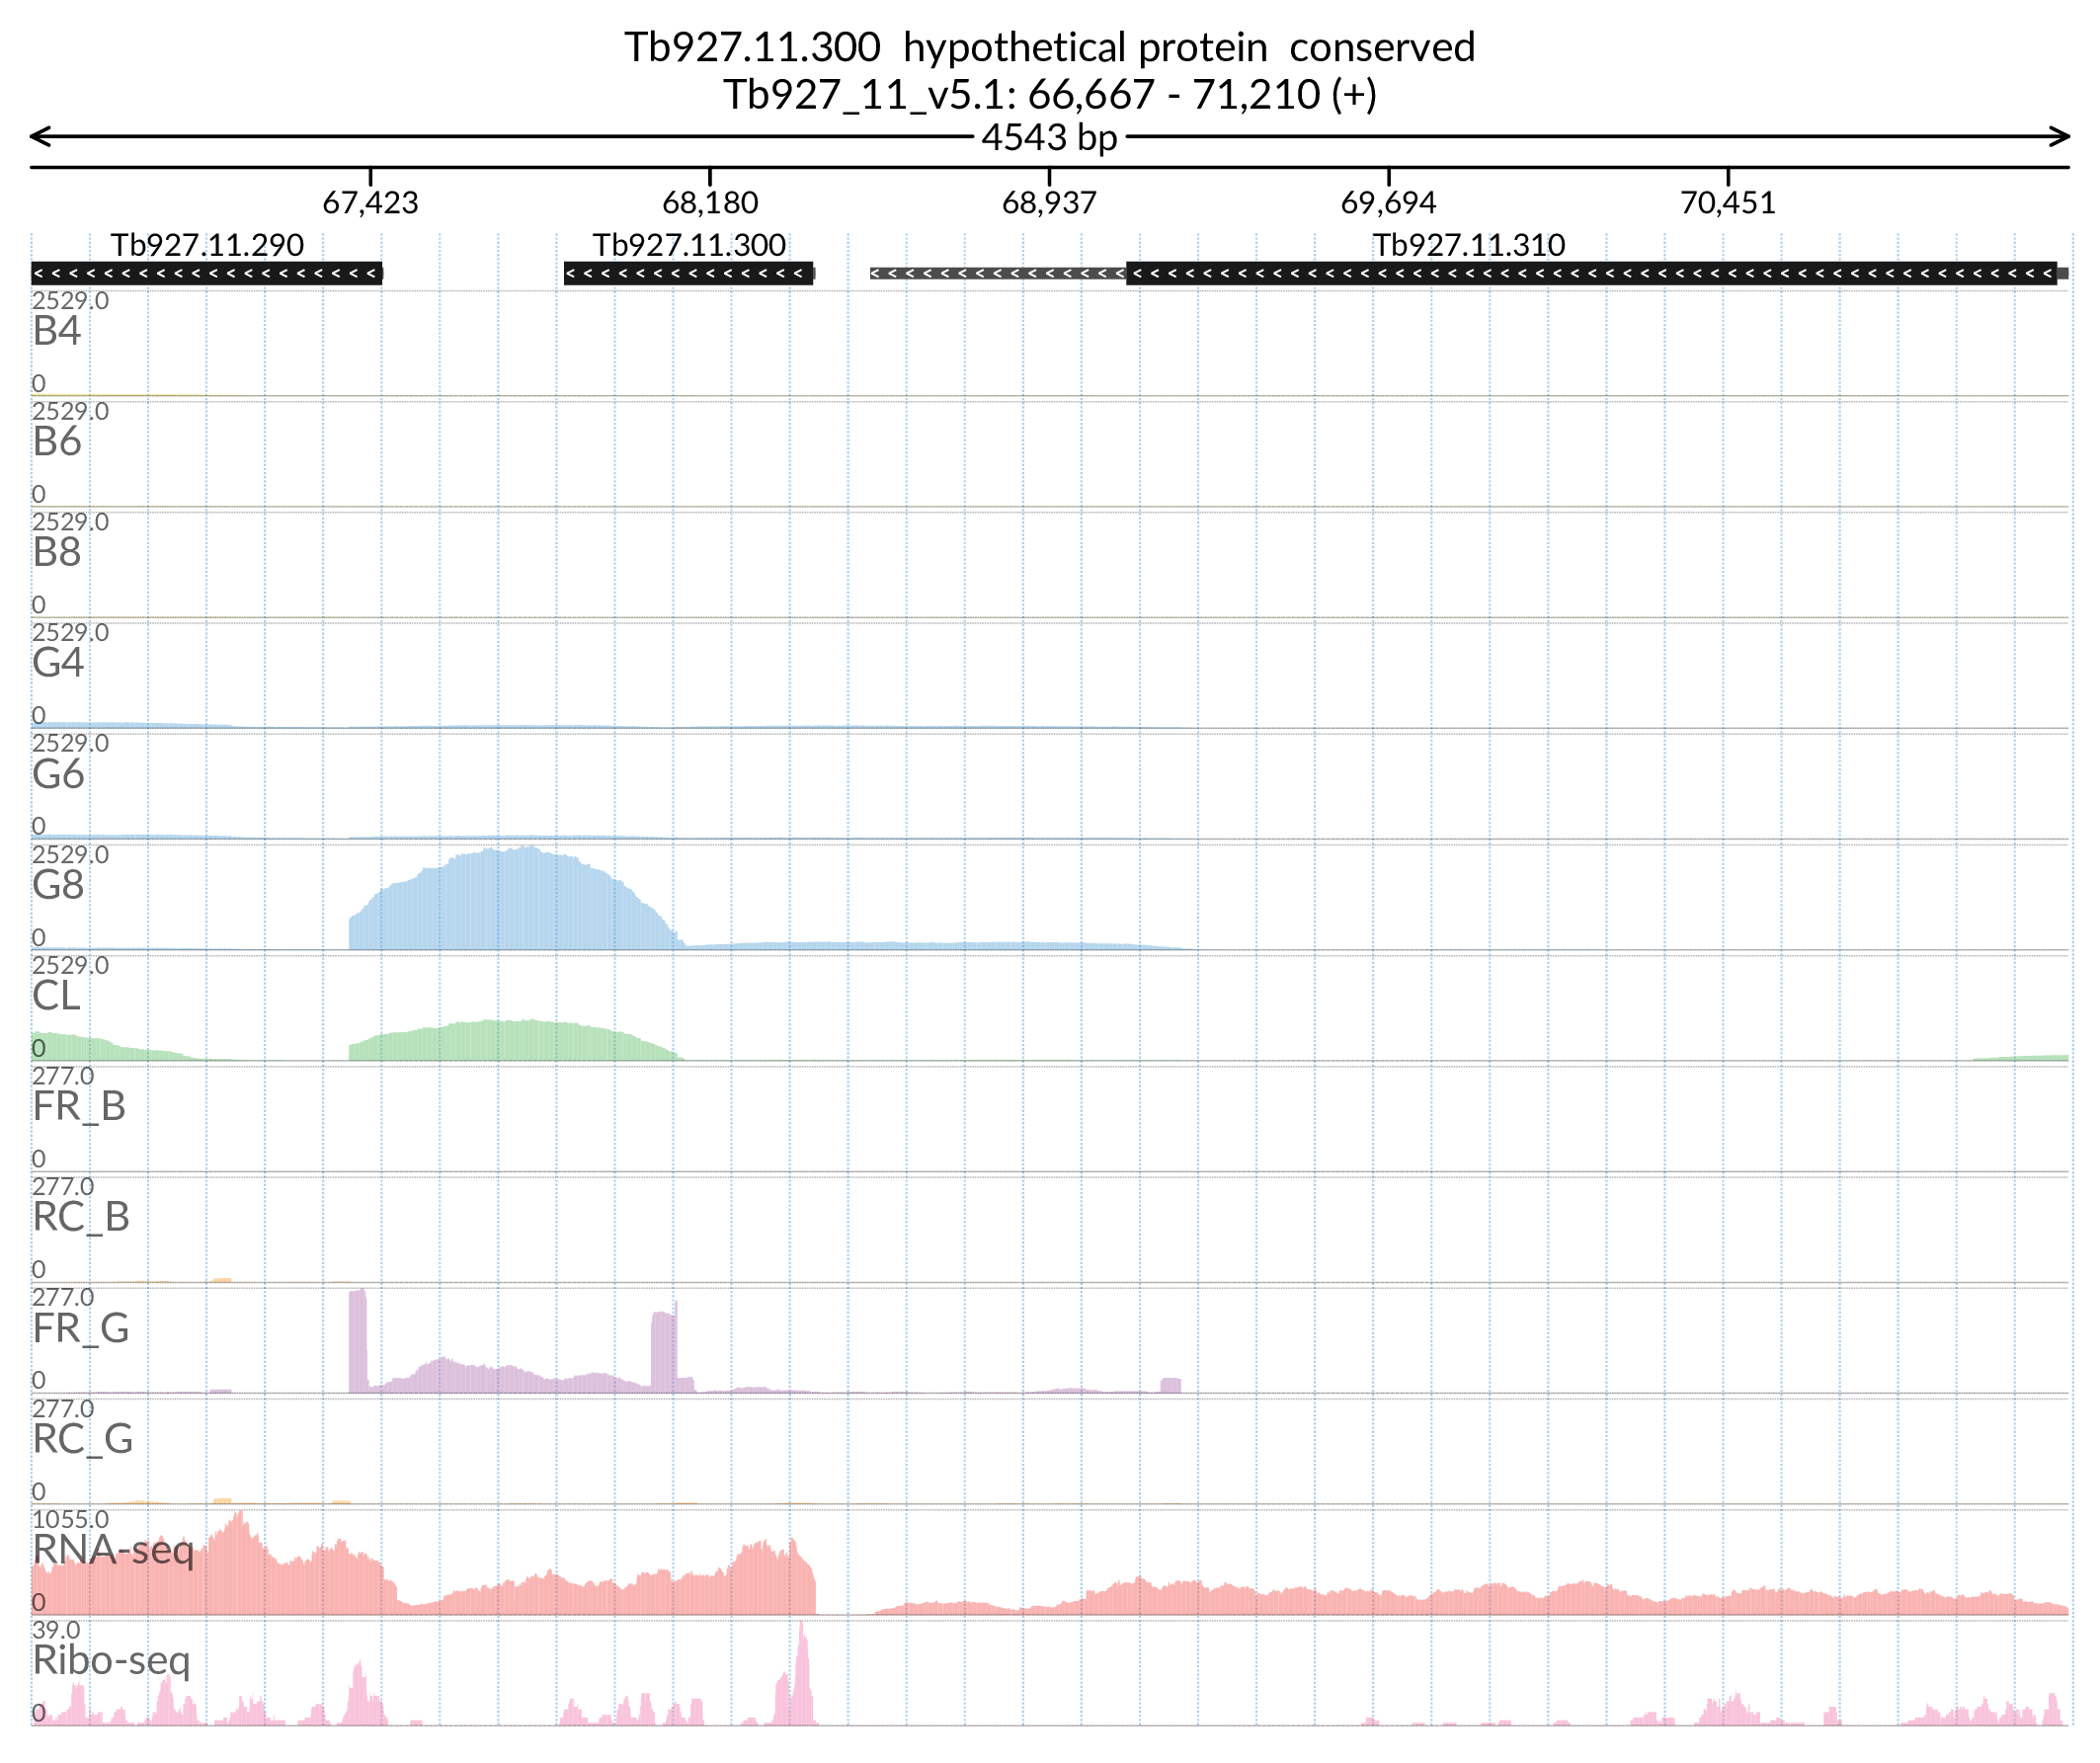 Tb927.11.300 hypothetical protein conserved
Tb927_11_v5.1: 66,667 - 71,210 (+)
4543 bp
67,423 68,180 68,937 69,694 70,451
Tb927.11.290 Tb927.11.300 Tb927.11.310
2529.0
B4
0
2529.0
B6
0
2529.0
B8
0
2529.0
G4
0
2529.0
G6
0
2529.0
G8
0
2529.0
CL
0
277.0
FR_B
0
277.0
RC_B
0
277.0
FR_G
0
277.0
RC_G
0
1055.0
RNA-seq
0
39.0
Ribo-seq
0